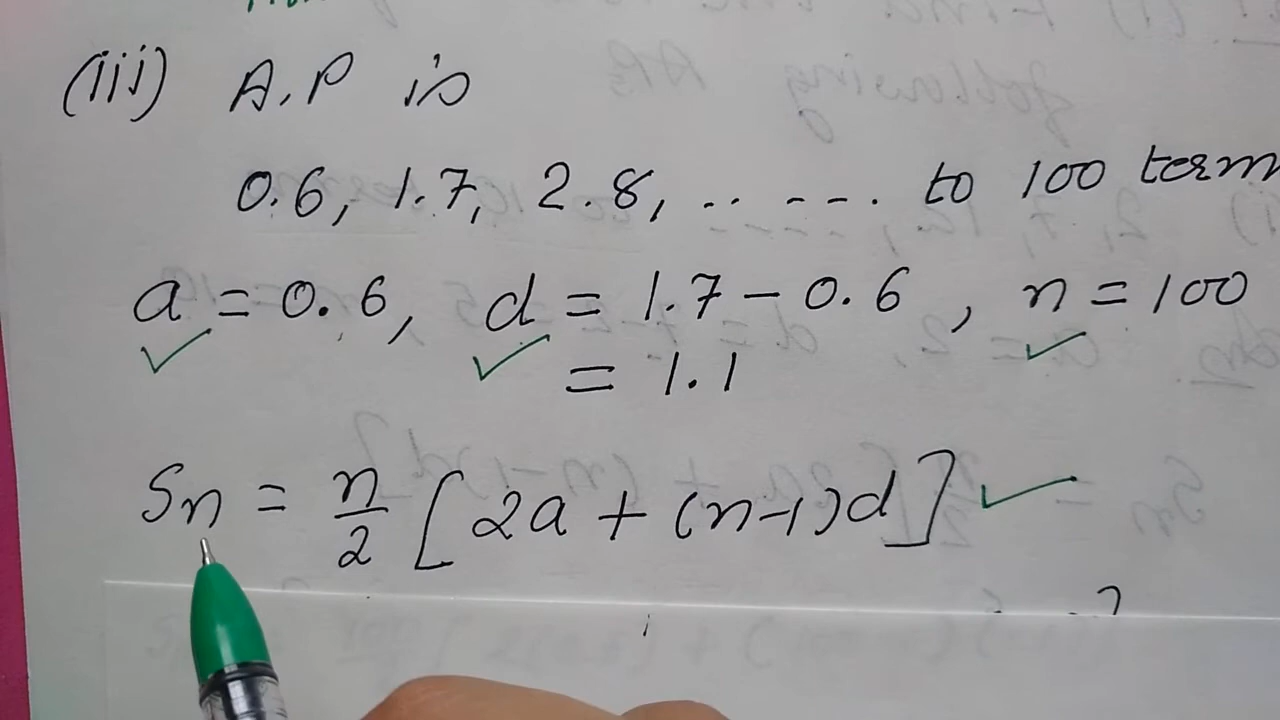 (iii) A.P is
0.6, 1.7, 2.8, ....... to 100 term
a = 0.6, d = 1.7 - 0.6 , n = 100
= 1.1
Sn = n/2 [2a + (n-1)d]